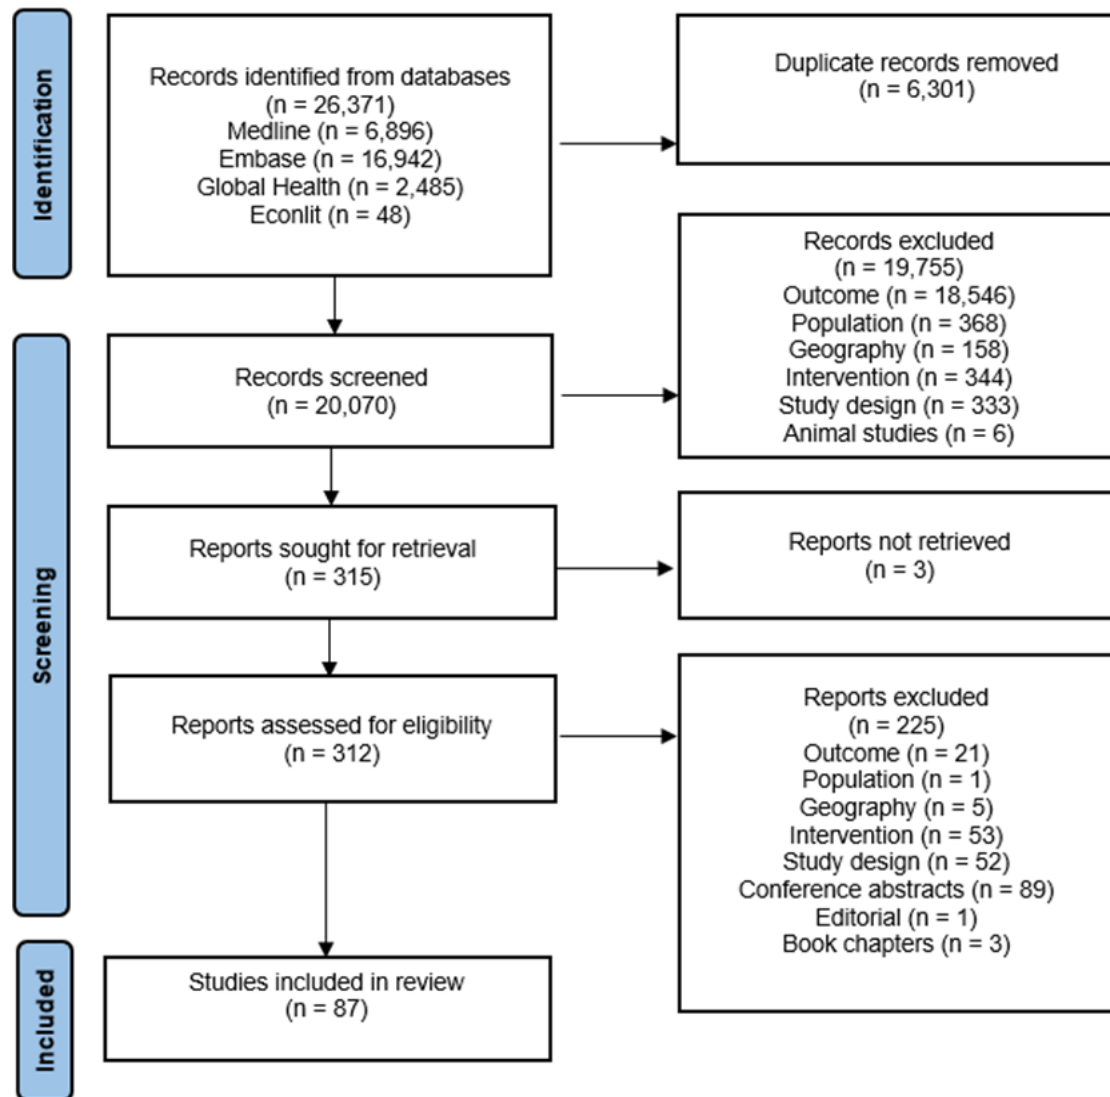 Identification
Records identified from databases
(n = 26,371)
Medline (n = 6,896)
Embase (n = 16,942)
Global Health (n = 2,485)
Econlit (n = 48)
Duplicate records removed
(n = 6,301)
Screening
Records screened
(n = 20,070)
Records excluded
(n = 19,755)
Outcome (n = 18,546)
Population (n = 368)
Geography (n = 158)
Intervention (n = 344)
Study design (n = 333)
Animal studies (n = 6)
Reports sought for retrieval
(n = 315)
Reports not retrieved
(n = 3)
Reports assessed for eligibility
(n = 312)
Reports excluded
(n = 225)
Outcome (n = 21)
Population (n = 1)
Geography (n = 5)
Intervention (n = 53)
Study design (n = 52)
Conference abstracts (n = 89)
Editorial (n = 1)
Book chapters (n = 3)
Included
Studies included in review
(n = 87)